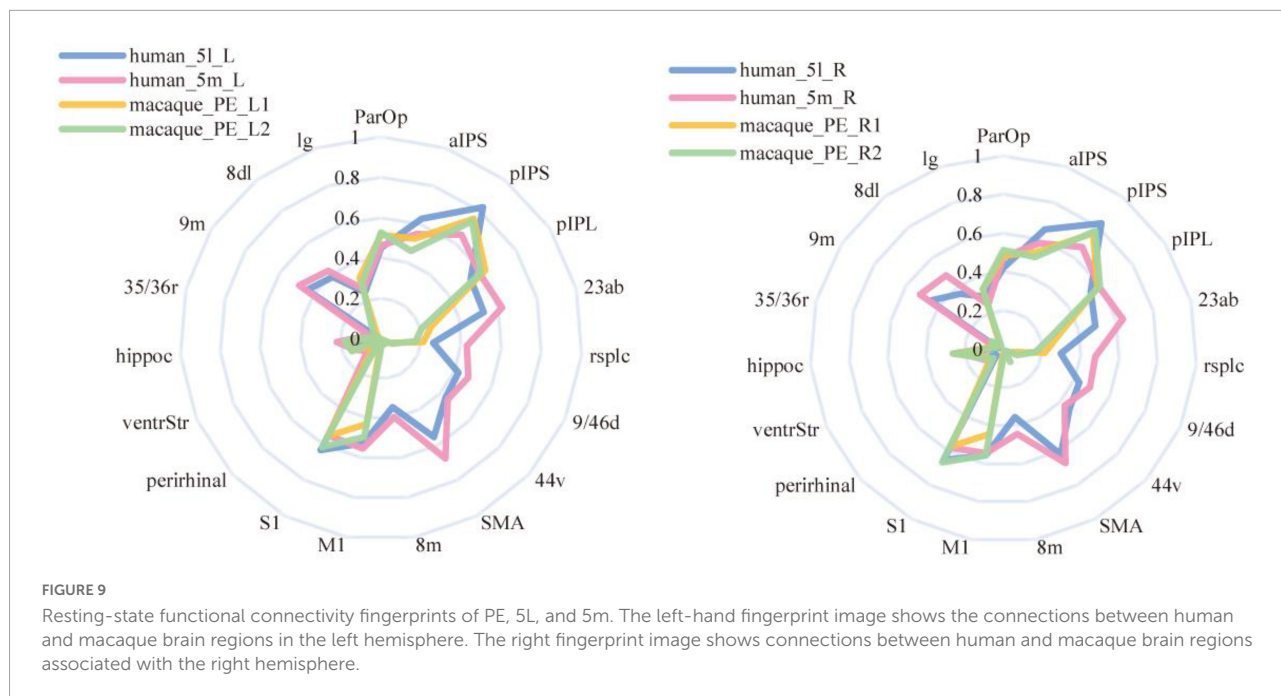 human_5l_L
human_5m_L
macaque_PE_L1
macaque_PE_L2
ParOp
aIPS
pIPS
pIPL
23ab
rsplc
9/46d
44v
SMA
8m
M1
S1
perirhinal
ventrStr
hippoc
35/36r
9m
8dl
lg
1
0.8
0.6
0.4
0.2
0
human_5l_R
human_5m_R
macaque_PE_R1
macaque_PE_R2
ParOp
aIPS
pIPS
pIPL
23ab
rsplc
9/46d
44v
SMA
8m
M1
S1
perirhinal
ventrStr
hippoc
35/36r
9m
8dl
lg
1
0.8
0.6
0.4
0.2
0
FIGURE 9
Resting-state functional connectivity fingerprints of PE, 5L, and 5m. The left-hand fingerprint image shows the connections between human
and macaque brain regions in the left hemisphere. The right fingerprint image shows connections between human and macaque brain regions
associated with the right hemisphere.